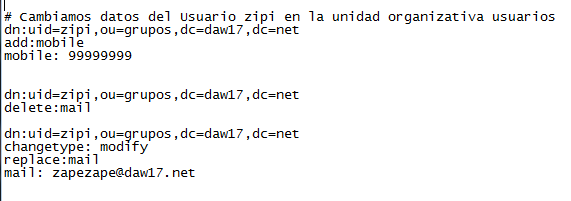 # Cambiamos datos del Usuario zipi en la unidad organizativa usuarios
dn:uid=zipi,ou=grupos,dc=daw17,dc=net
add:mobile
mobile: 99999999
dn:uid=zipi,ou=grupos,dc=daw17,dc=net
delete:mail
dn:uid=zipi,ou=grupos,dc=daw17,dc=net
changetype: modify
replace:mail
mail: zapezape@daw17.net